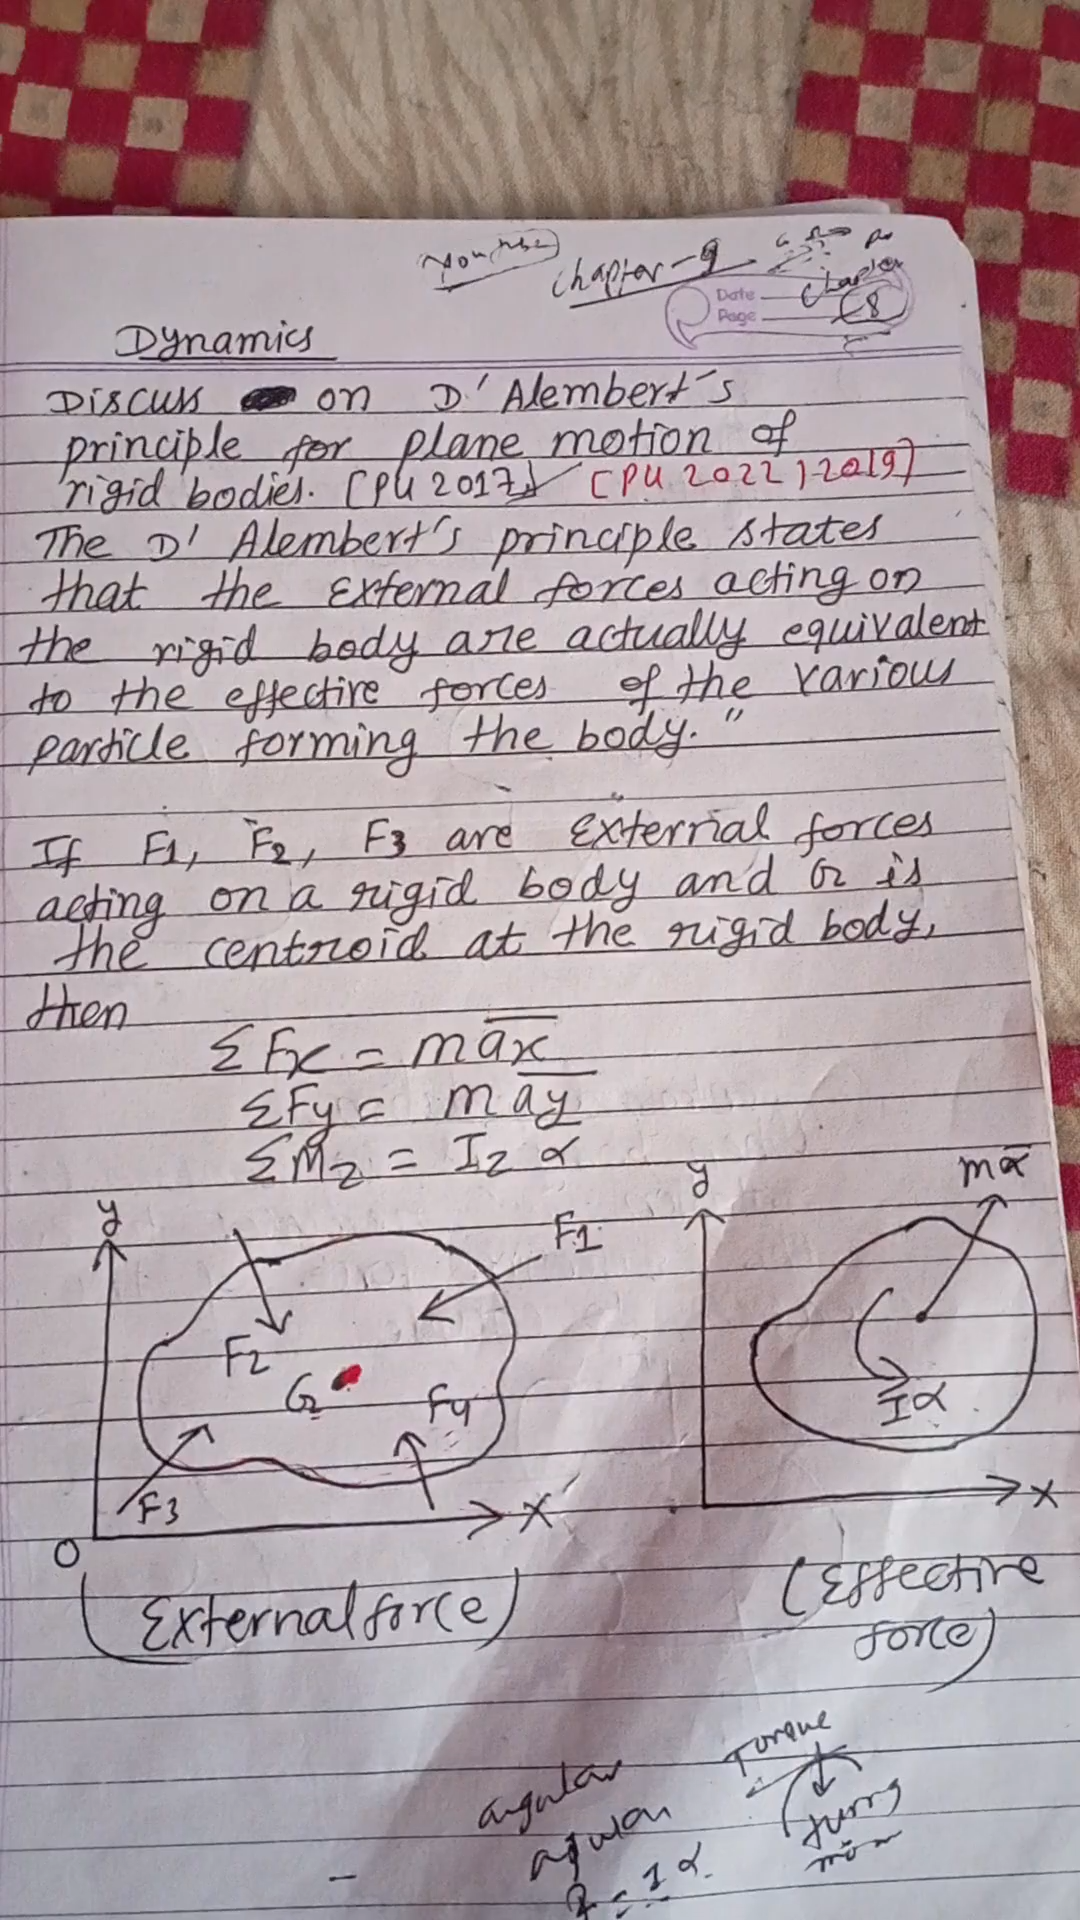 chapter-9
chapter
8
Date
Page
Dynamics
Discuss on D'Alembert's
principle for plane motion of
rigid bodies. [PU 2017] [PU 2022, 2019]
The D' Alembert's principle states
that the External forces acting on
the rigid body are actually equivalent
to the effective forces of the various
particle forming the body."
If F1, F2, F3 are External forces
acting on a rigid body and G is
the centroid at the rigid body,
then
ΣFx = m a̅x̅
ΣFy = m a̅y̅
ΣMz = Iz α
y
F1
F2
G
F4
F3
O
X
(External force)
y
ma̅
Iα
X
(Effective
force)
angular
Torque
= I α